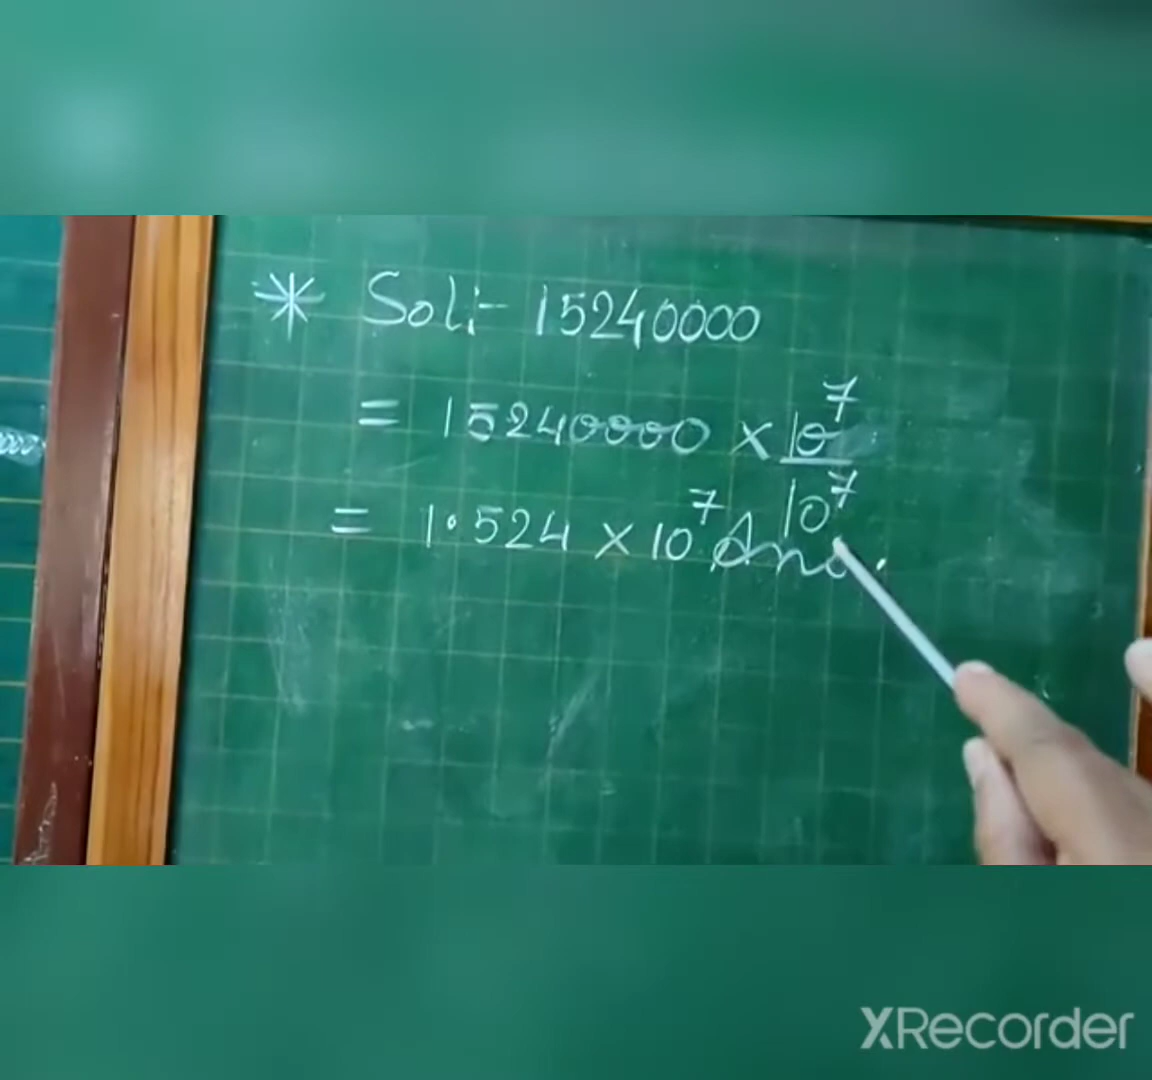 * Sol:- 15240000
= 15240000 × 10⁷/10⁷
= 1.524 × 10⁷ Ans.
XRecorder